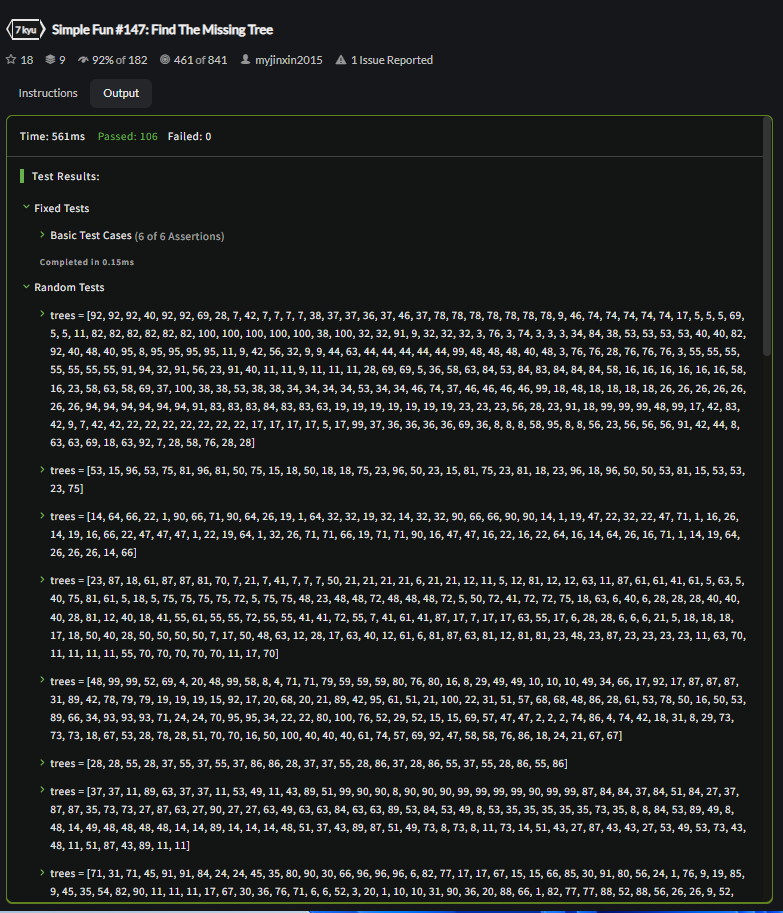 7 kyu Simple Fun #147: Find The Missing Tree
18 9 92% of 182 461 of 841 myjinxin2015 1 Issue Reported
Instructions Output
Time: 561ms Passed: 106 Failed: 0
Test Results:
Fixed Tests
Basic Test Cases (6 of 6 Assertions)
Completed in 0.15ms
Random Tests
trees = [92, 92, 92, 40, 92, 92, 69, 28, 7, 42, 7, 7, 7, 7, 38, 37, 37, 36, 37, 46, 37, 78, 78, 78, 78, 78, 78, 78, 9, 46, 74, 74, 74, 74, 74, 17, 5, 5, 5, 69,
5, 5, 11, 82, 82, 82, 82, 82, 82, 100, 100, 100, 100, 100, 38, 100, 32, 32, 91, 9, 32, 32, 32, 3, 76, 3, 74, 3, 3, 3, 34, 84, 38, 53, 53, 53, 53, 40, 40, 82,
92, 40, 48, 40, 95, 8, 95, 95, 95, 95, 11, 9, 42, 56, 32, 9, 9, 44, 63, 44, 44, 44, 44, 44, 99, 48, 48, 48, 40, 48, 3, 76, 76, 28, 76, 76, 76, 3, 55, 55, 55,
55, 55, 55, 55, 91, 94, 32, 91, 56, 23, 91, 40, 11, 11, 9, 11, 11, 11, 28, 69, 69, 5, 36, 58, 63, 84, 53, 84, 83, 84, 84, 84, 58, 16, 16, 16, 16, 16, 16, 58,
16, 23, 58, 63, 58, 69, 37, 100, 38, 38, 53, 38, 38, 34, 34, 34, 34, 53, 34, 34, 46, 74, 37, 46, 46, 46, 46, 99, 18, 48, 18, 18, 18, 18, 18, 26, 26, 26, 26, 26,
26, 26, 94, 94, 94, 94, 94, 94, 91, 83, 83, 83, 84, 83, 83, 63, 19, 19, 19, 19, 19, 19, 19, 23, 23, 23, 56, 28, 23, 91, 18, 99, 99, 99, 48, 99, 17, 42, 83,
42, 9, 7, 42, 42, 22, 22, 22, 22, 22, 22, 22, 17, 17, 17, 17, 5, 17, 99, 37, 36, 36, 36, 36, 69, 36, 8, 8, 8, 58, 95, 8, 8, 56, 23, 56, 56, 56, 91, 42, 44, 8,
63, 63, 69, 18, 63, 92, 7, 28, 58, 76, 28, 28]
trees = [53, 15, 96, 53, 75, 81, 96, 81, 50, 75, 15, 18, 50, 18, 18, 75, 23, 96, 50, 23, 15, 81, 75, 23, 81, 18, 23, 96, 18, 96, 50, 50, 53, 81, 15, 53, 53,
23, 75]
trees = [14, 64, 66, 22, 1, 90, 66, 71, 90, 64, 26, 19, 1, 64, 32, 32, 19, 32, 14, 32, 32, 90, 66, 66, 90, 90, 14, 1, 19, 47, 22, 32, 22, 47, 71, 1, 16, 26,
14, 19, 16, 66, 22, 47, 47, 47, 1, 22, 19, 64, 1, 32, 26, 71, 71, 66, 19, 71, 71, 90, 16, 47, 47, 16, 22, 16, 22, 64, 16, 14, 64, 26, 16, 71, 1, 14, 19, 64,
26, 26, 26, 14, 66]
trees = [23, 87, 18, 61, 87, 87, 81, 70, 7, 21, 7, 41, 7, 7, 7, 50, 21, 21, 21, 21, 6, 21, 21, 12, 11, 5, 12, 81, 12, 12, 63, 11, 87, 61, 61, 41, 61, 5, 63, 5,
40, 75, 81, 61, 5, 18, 5, 75, 75, 75, 75, 72, 5, 75, 75, 48, 23, 48, 48, 72, 48, 48, 48, 72, 5, 50, 72, 41, 72, 72, 75, 18, 63, 6, 40, 6, 28, 28, 28, 40, 40,
40, 28, 81, 12, 40, 18, 41, 55, 61, 55, 55, 72, 55, 55, 41, 41, 72, 55, 7, 41, 61, 41, 87, 17, 7, 17, 17, 63, 55, 17, 6, 28, 28, 6, 6, 6, 21, 5, 18, 18, 18,
17, 18, 50, 40, 28, 50, 50, 50, 50, 7, 17, 50, 48, 63, 12, 28, 17, 63, 40, 12, 61, 6, 81, 87, 63, 81, 12, 81, 81, 23, 48, 23, 87, 23, 23, 23, 23, 11, 63, 70,
11, 11, 11, 11, 55, 70, 70, 70, 70, 70, 11, 17, 70]
trees = [48, 99, 99, 52, 69, 4, 20, 48, 99, 58, 8, 4, 71, 71, 79, 59, 59, 59, 80, 76, 80, 16, 8, 29, 49, 49, 10, 10, 10, 49, 34, 66, 17, 92, 17, 87, 87, 87,
31, 89, 42, 78, 79, 79, 19, 19, 19, 15, 92, 17, 20, 68, 20, 21, 89, 42, 95, 61, 51, 21, 100, 22, 31, 51, 57, 68, 68, 48, 86, 28, 61, 53, 78, 50, 16, 50, 53,
89, 66, 34, 93, 93, 93, 71, 24, 24, 70, 95, 95, 34, 22, 22, 80, 100, 76, 52, 29, 52, 15, 15, 69, 57, 47, 47, 2, 2, 2, 74, 86, 4, 74, 42, 18, 31, 8, 29, 73,
73, 73, 18, 67, 53, 28, 78, 28, 51, 70, 70, 16, 50, 100, 40, 40, 40, 61, 74, 57, 69, 92, 47, 58, 58, 76, 86, 18, 24, 21, 67, 67]
trees = [28, 28, 55, 28, 37, 55, 37, 55, 37, 86, 86, 28, 37, 37, 55, 28, 86, 37, 28, 86, 55, 37, 55, 28, 86, 55, 86]
trees = [37, 37, 11, 89, 63, 37, 37, 11, 53, 49, 11, 43, 89, 51, 99, 90, 90, 8, 90, 90, 90, 99, 99, 99, 99, 90, 99, 99, 87, 84, 84, 37, 84, 51, 84, 27, 37,
87, 87, 35, 73, 73, 27, 87, 63, 27, 90, 27, 27, 63, 49, 63, 63, 84, 63, 63, 89, 53, 84, 53, 49, 8, 53, 35, 35, 35, 35, 35, 73, 35, 8, 8, 84, 53, 89, 49, 8,
48, 14, 49, 48, 48, 48, 48, 14, 14, 89, 14, 14, 14, 48, 51, 37, 43, 89, 87, 51, 49, 73, 8, 73, 8, 11, 73, 14, 51, 43, 27, 87, 43, 43, 27, 53, 49, 53, 73, 43,
48, 11, 51, 87, 43, 89, 11, 11]
trees = [71, 31, 71, 45, 91, 91, 84, 24, 24, 45, 35, 80, 90, 30, 66, 96, 96, 96, 6, 82, 77, 17, 17, 67, 15, 15, 66, 85, 30, 91, 80, 56, 24, 1, 76, 9, 19, 85,
9, 45, 35, 54, 82, 90, 11, 11, 11, 17, 67, 30, 36, 76, 71, 6, 6, 52, 3, 20, 1, 10, 10, 31, 90, 36, 20, 88, 66, 1, 82, 77, 77, 88, 52, 88, 56, 26, 26, 9, 52,